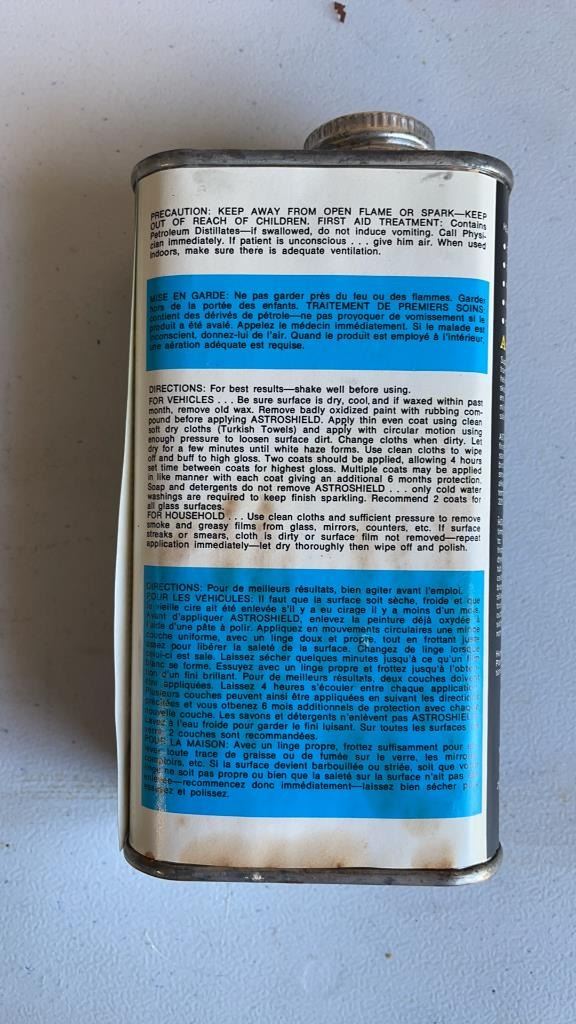 PRECAUTION: KEEP AWAY FROM OPEN FLAME OR SPARK—KEEP
OUT OF REACH OF CHILDREN. FIRST AID TREATMENT: Contains
Petroleum Distillates—if swallowed, do not induce vomiting. Call Physi-
cian immediately. If patient is unconscious . . . give him air. When used
indoors, make sure there is adequate ventilation.
MISE EN GARDE: Ne pas garder près du feu ou des flammes. Garder
hors de la portée des enfants. TRAITEMENT DE PREMIERS SOINS:
contient des dérivés de pétrole—ne pas provoquer de vomissement si le
produit a été avalé. Appelez le médecin immédiatement. Si le malade est
inconscient, donnez-lui de l'air. Quand le produit est employé à l'intérieur,
une aération adéquate est requise.
DIRECTIONS: For best results—shake well before using.
FOR VEHICLES . . . Be sure surface is dry, cool, and if waxed within past
month, remove old wax. Remove badly oxidized paint with rubbing com-
pound before applying ASTROSHIELD. Apply thin even coat using clean
soft dry cloths (Turkish Towels) and apply with circular motion using
enough pressure to loosen surface dirt. Change cloths when dirty. Let
dry for a few minutes until white haze forms. Use clean cloths to wipe
off and buff to high gloss. Two coats should be applied, allowing 4 hours
set time between coats for highest gloss. Multiple coats may be applied
in like manner with each coat giving an additional 6 months protection.
Soap and detergents do not remove ASTROSHIELD . . . only cold water
washings are required to keep finish sparkling. Recommend 2 coats for
all glass surfaces.
FOR HOUSEHOLD . . . Use clean cloths and sufficient pressure to remove
smoke and greasy films from glass, mirrors, counters, etc. If surface
streaks or smears, cloth is dirty or surface film not removed—repeat
application immediately—let dry thoroughly then wipe off and polish.
DIRECTIONS: Pour de meilleurs résultats, bien agiter avant l'emploi.
POUR LES VÉHICULES: Il faut que la surface soit sèche, froide et que
la vieille cire ait été enlevée s'il y a eu cirage il y a moins d'un mois.
Avant d'appliquer ASTROSHIELD, enlevez la peinture déjà oxydée à
l'aide d'une pâte à polir. Appliquez en mouvements circulaires une mince
couche uniforme, avec un linge doux et propre, tout en frottant juste
assez pour libérer la saleté de la surface. Changez de linge lorsque
celui-ci est sale. Laissez sécher quelques minutes jusqu'à ce qu'un film
blanc se forme. Essuyez avec un linge propre et frottez jusqu'à l'obten-
tion d'un fini brillant. Pour de meilleurs résultats, deux couches doivent
être appliquées. Laissez 4 heures s'écouler entre chaque application.
Plusieurs couches peuvent ainsi être appliquées en suivant les directions
précitées et vous obtenez 6 mois additionnels de protection avec chaque
nouvelle couche. Les savons et détergents n'enlèvent pas ASTROSHIELD
Lavez à l'eau froide pour garder le fini luisant. Sur toutes les surfaces
verre 2 couches sont recommandées.
POUR LA MAISON: Avec un linge propre, frottez suffisamment pour
lever toute trace de graisse ou de fumée sur le verre, les miroirs
comptoirs, etc. Si la surface devient barbouillée ou striée, soit que votre
linge ne soit pas propre ou bien que la saleté sur la surface n'ait pas
enlevée—recommencez donc immédiatement—laissez bien sécher puis
essuyez et polissez.